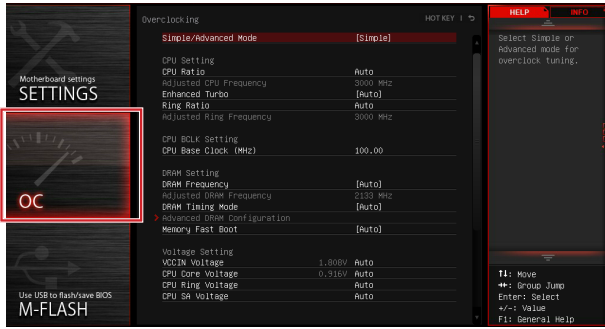 Overclocking
HOT KEY
HELP
INFO
Simple/Advanced Mode [Simple]
CPU Setting
CPU Ratio Auto
Adjusted CPU Frequency 3000 MHz
Enhanced Turbo [Auto]
Ring Ratio Auto
Adjusted Ring Frequency 3000 MHz
CPU BCLK Setting
CPU Base Clock (MHz) 100.00
DRAM Setting
DRAM Frequency [Auto]
Adjusted DRAM Frequency 2133 MHz
DRAM Timing Mode [Auto]
Advanced DRAM Configuration
Memory Fast Boot [Auto]
Voltage Setting
VCCIN Voltage 1.808V Auto
CPU Core Voltage 0.916V Auto
CPU Ring Voltage Auto
CPU SA Voltage Auto
Motherboard settings
SETTINGS
OC
Use USB to flash/save BIOS
M-FLASH
Select Simple or
Advanced mode for
overclock tuning.
↑↓: Move
↔: Group Jump
Enter: Select
+/-: Value
F1: General Help